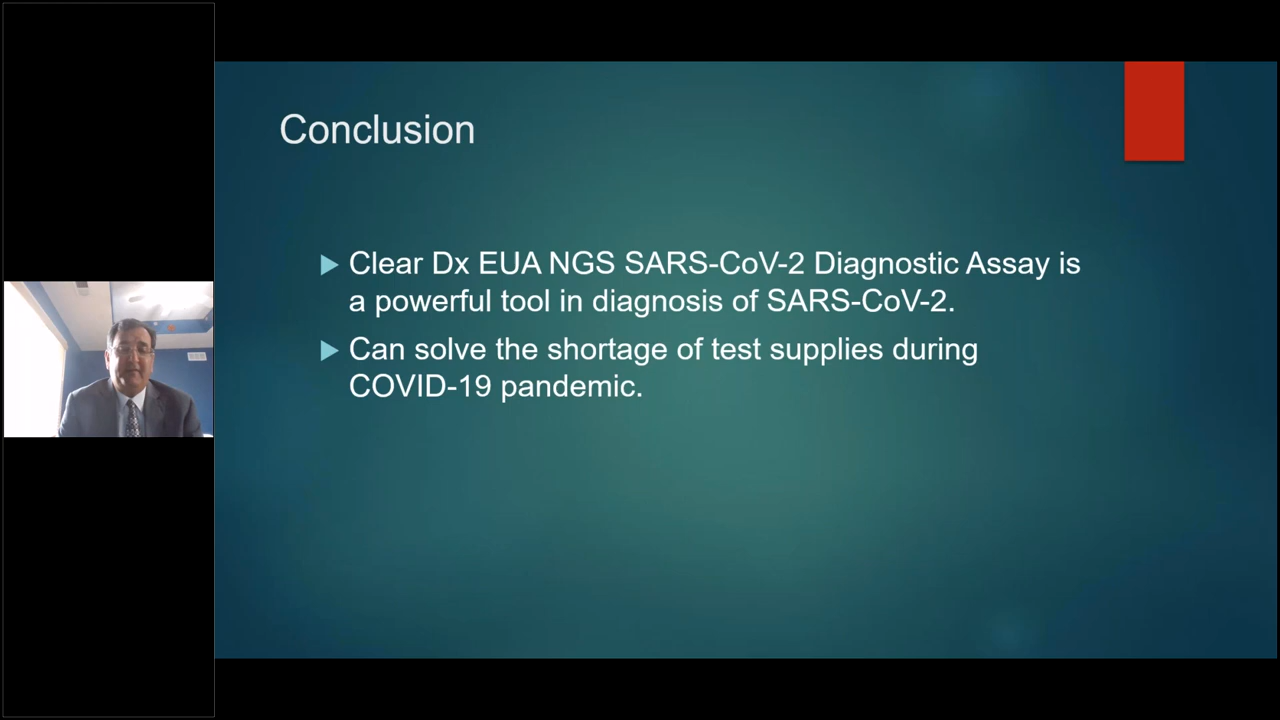 Conclusion
Clear Dx EUA NGS SARS-CoV-2 Diagnostic Assay is
a powerful tool in diagnosis of SARS-CoV-2.
Can solve the shortage of test supplies during
COVID-19 pandemic.